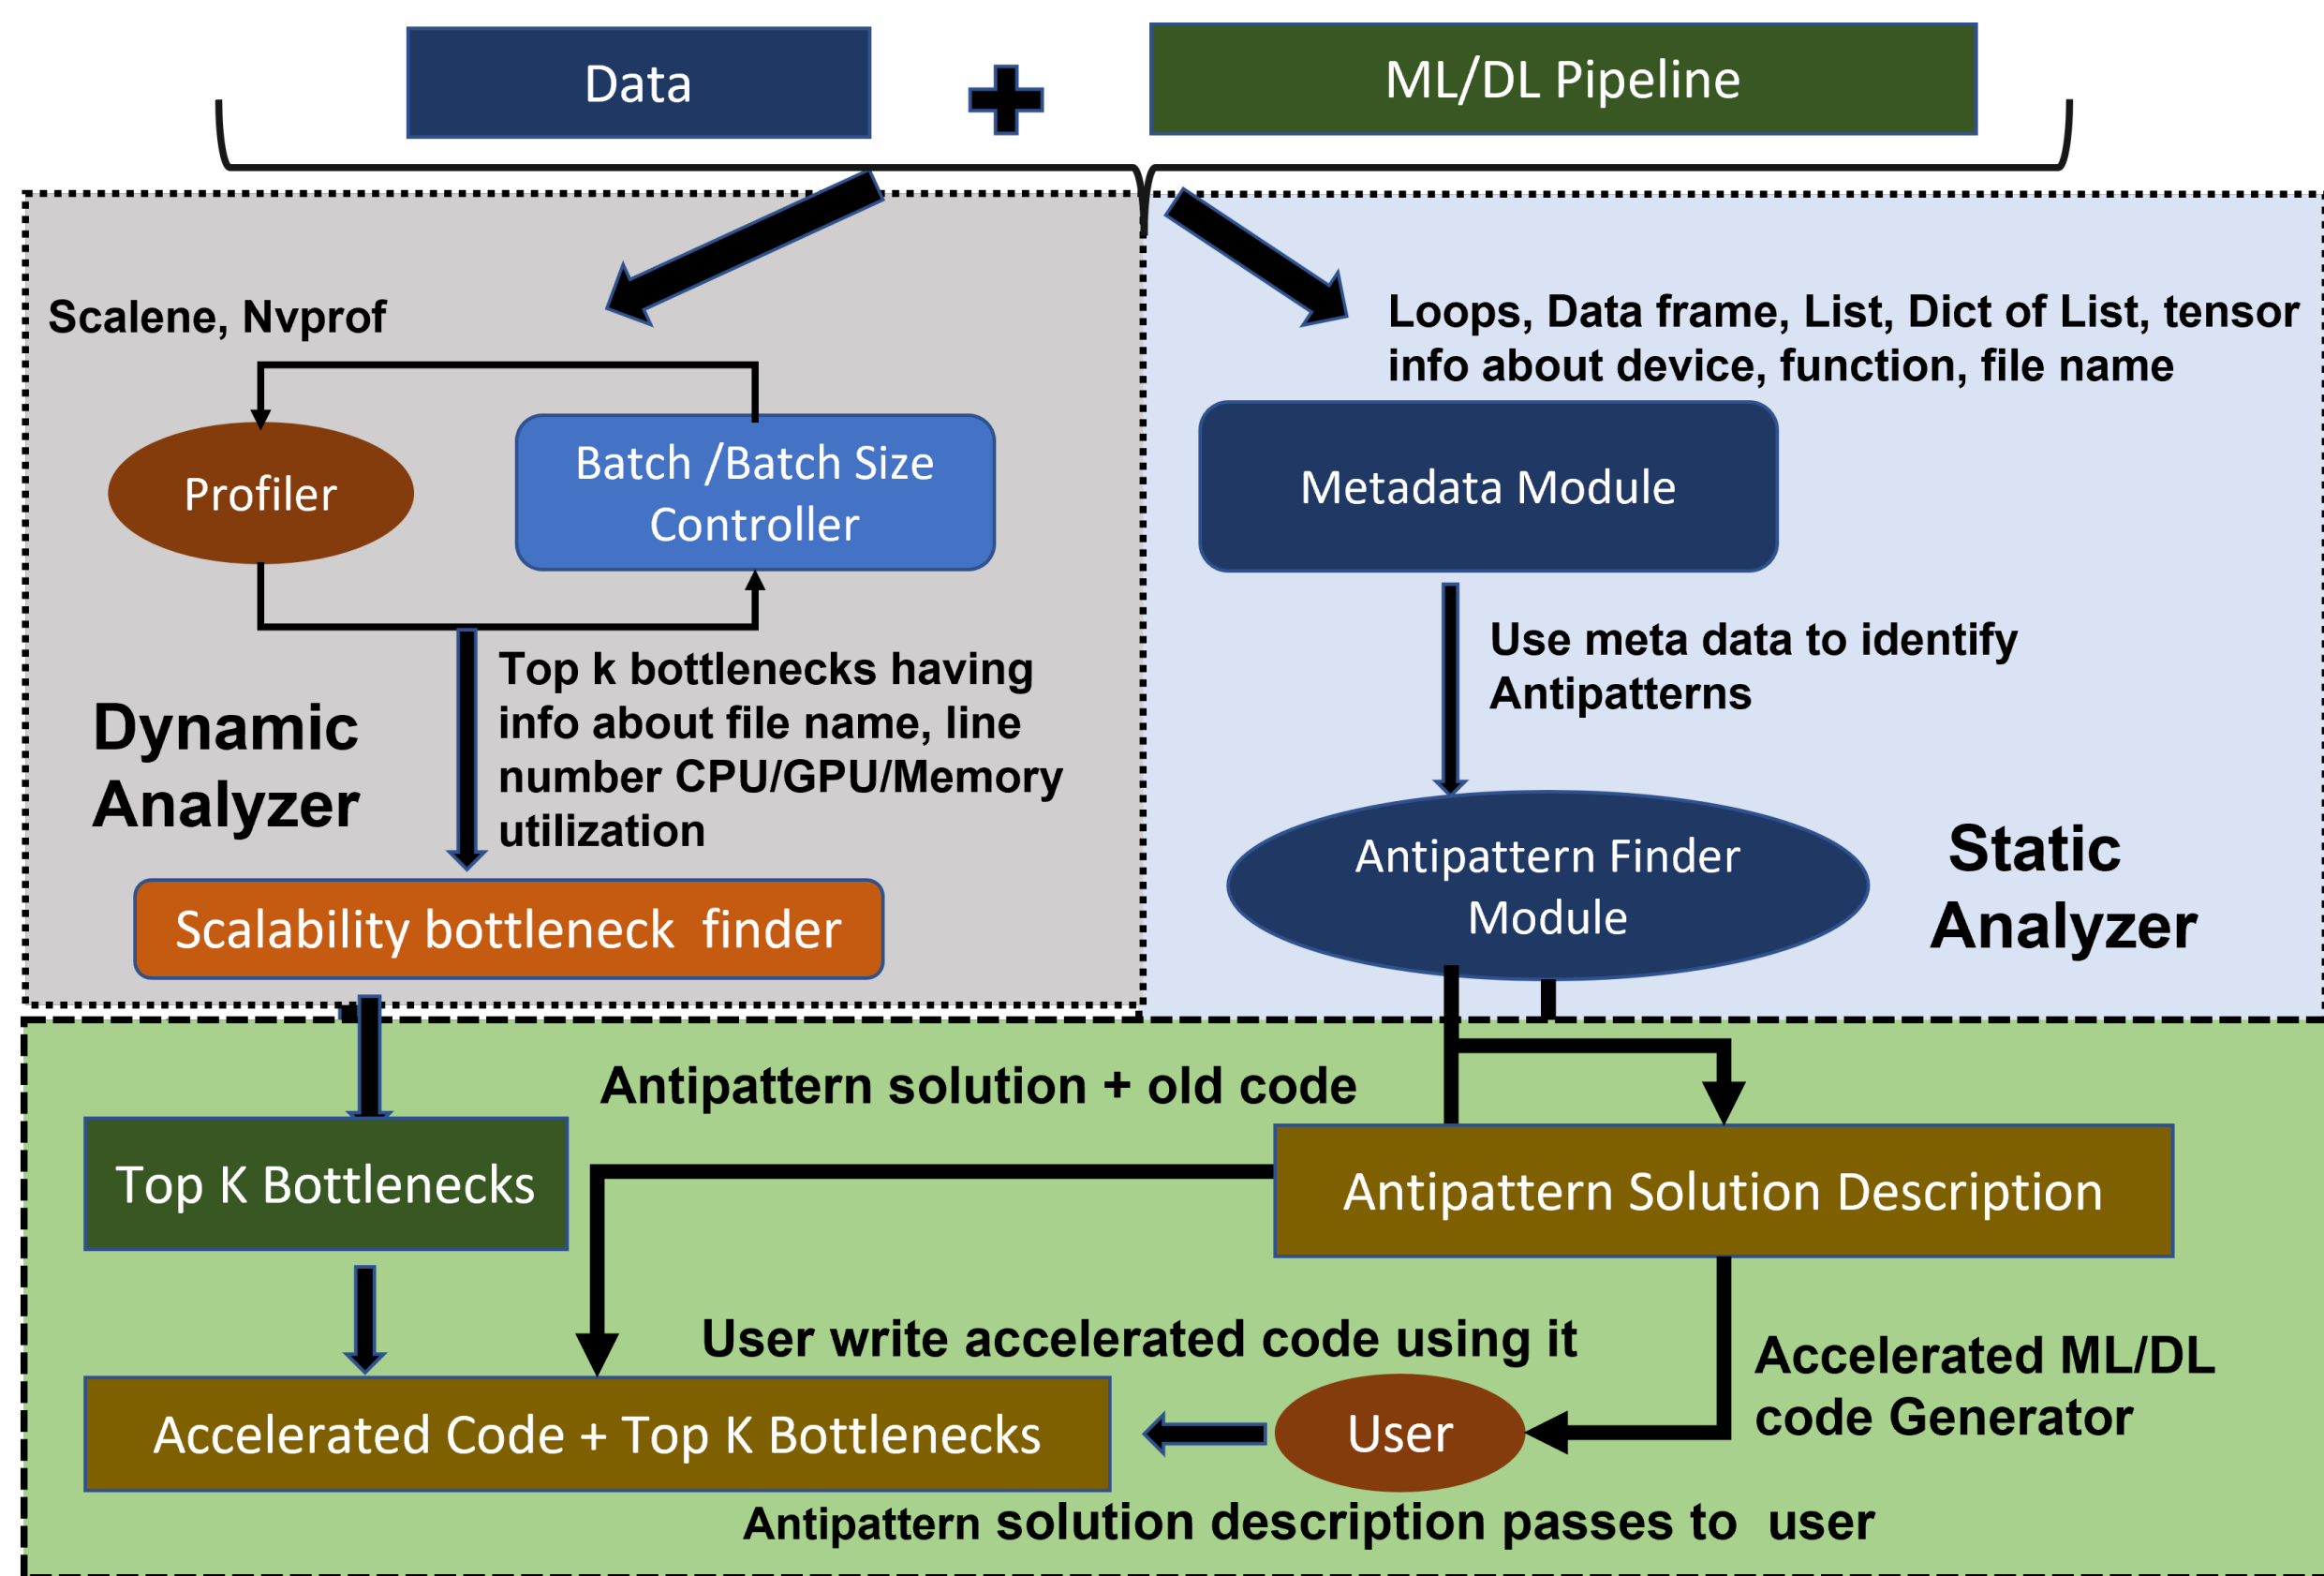 Data
ML/DL Pipeline
Scalene, Nvprof
Profiler
Batch /Batch Size
Controller
Top k bottlenecks having
info about file name, line
number CPU/GPU/Memory
utilization
Dynamic
Analyzer
Scalability bottleneck finder
Loops, Data frame, List, Dict of List, tensor
info about device, function, file name
Metadata Module
Use meta data to identify
Antipatterns
Antipattern Finder
Module
Static
Analyzer
Antipattern solution + old code
Top K Bottlenecks
Antipattern Solution Description
User write accelerated code using it
Accelerated ML/DL
code Generator
Accelerated Code + Top K Bottlenecks
User
Antipattern solution description passes to user